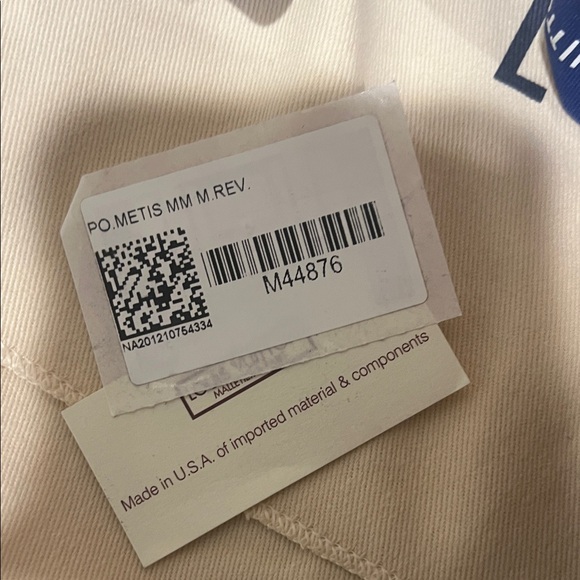 PO.METIS MM M.REV.
M44876
NA201210754334
Made in U.S.A. of imported material & components